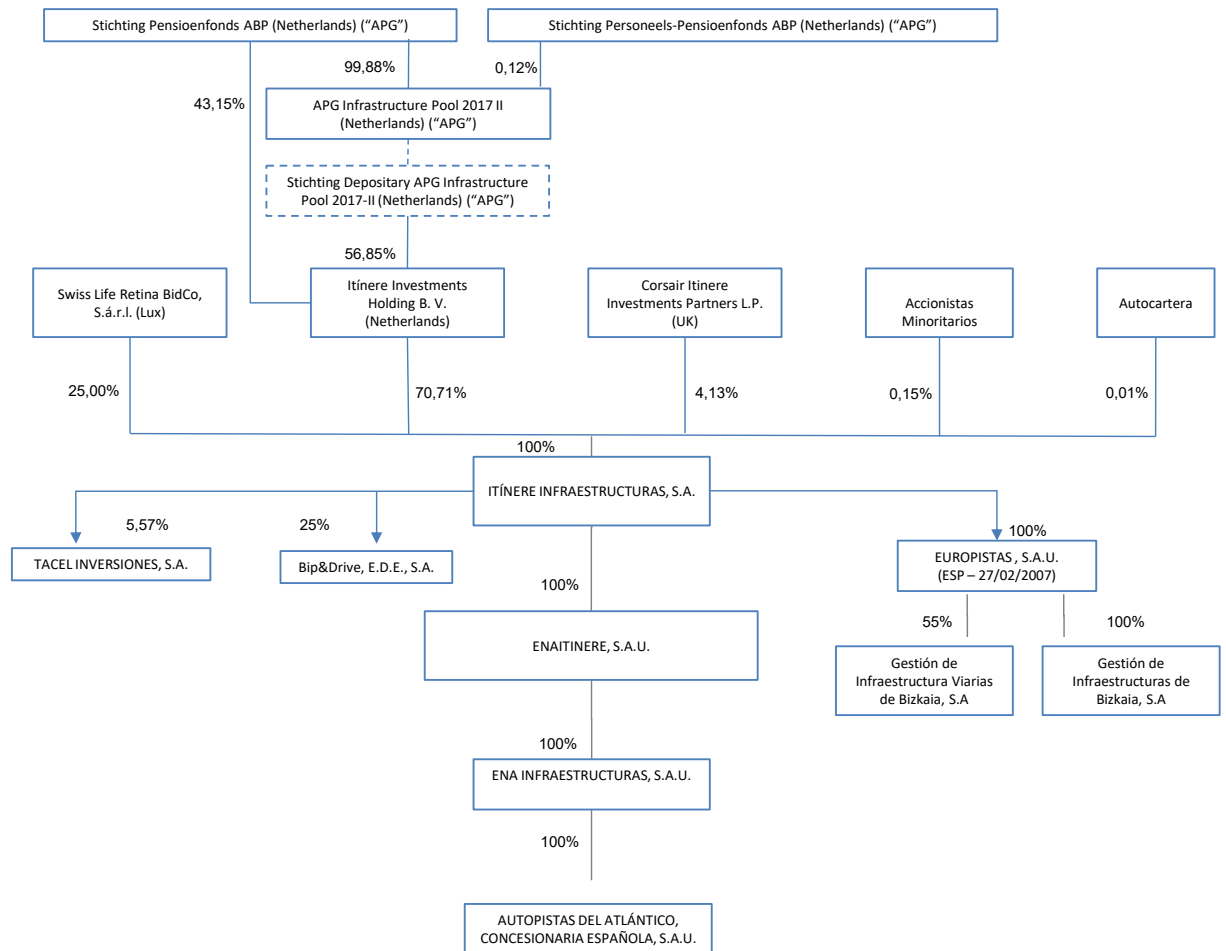 Stichting Pensioenfonds ABP (Netherlands) (“APG”)
Stichting Personeels-Pensioenfonds ABP (Netherlands) (“APG”)
99,88%
0,12%
43,15%
APG Infrastructure Pool 2017 II
(Netherlands) (“APG”)
Stichting Depositary APG Infrastructure
Pool 2017-II (Netherlands) (“APG”)
56,85%
Swiss Life Retina BidCo,
S.á.r.l. (Lux)
Itínere Investments
Holding B. V.
(Netherlands)
Corsair Itinere
Investments Partners L.P.
(UK)
Accionistas
Minoritarios
Autocartera
25,00%
70,71%
4,13%
0,15%
0,01%
100%
ITÍNERE INFRAESTRUCTURAS, S.A.
5,57%
25%
100%
TACEL INVERSIONES, S.A.
Bip&Drive, E.D.E., S.A.
EUROPISTAS , S.A.U.
(ESP – 27/02/2007)
100%
55%
100%
ENAITINERE, S.A.U.
Gestión de
Infraestructura Viarias
de Bizkaia, S.A
Gestión de
Infraestructuras de
Bizkaia, S.A
100%
ENA INFRAESTRUCTURAS, S.A.U.
100%
AUTOPISTAS DEL ATLÁNTICO,
CONCESIONARIA ESPAÑOLA, S.A.U.